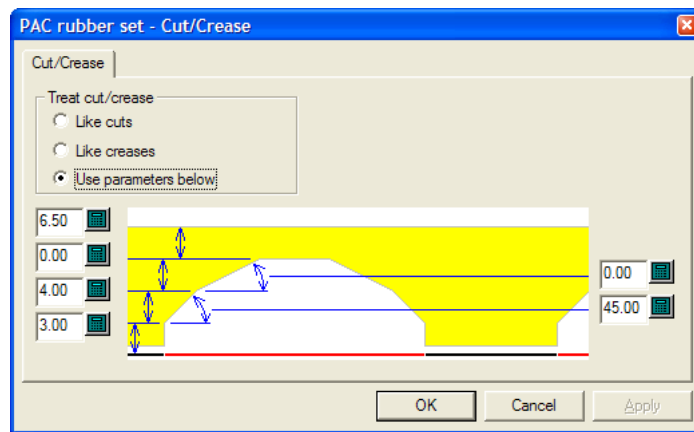 PAC rubber set - Cut/Crease
Cut/Crease
Treat cut/crease
Like cuts
Like creases
Use parameters below
6.50
0.00
4.00
3.00
0.00
45.00
OK
Cancel
Apply